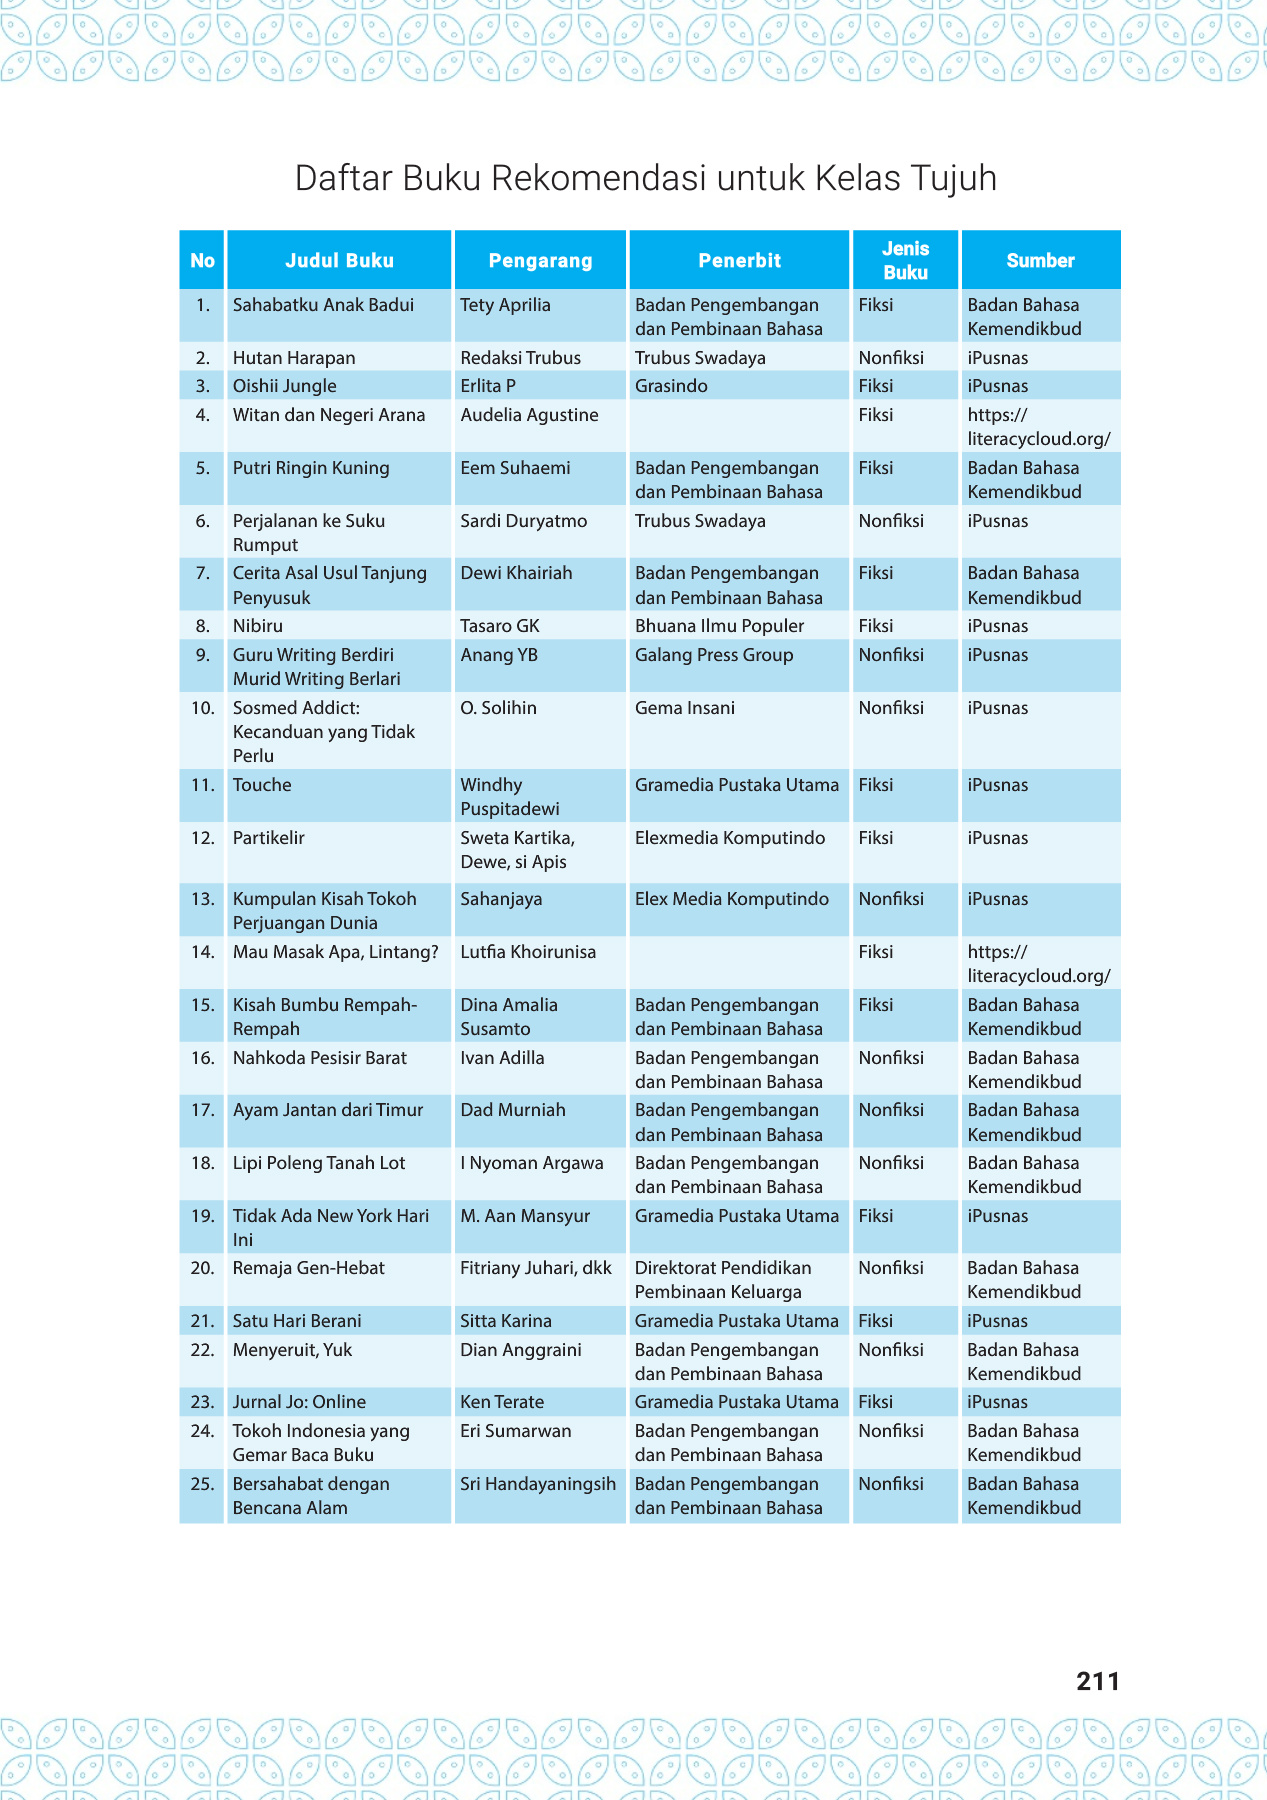 Daftar Buku Rekomendasi untuk Kelas Tujuh
No Judul Buku Pengarang Penerbit Jenis Buku Sumber
1. Sahabatku Anak Badui Tety Aprilia Badan Pengembangan dan Pembinaan Bahasa Fiksi Badan Bahasa Kemendikbud
2. Hutan Harapan Redaksi Trubus Trubus Swadaya Nonfiksi iPusnas
3. Oishii Jungle Erlita P Grasindo Fiksi iPusnas
4. Witan dan Negeri Arana Audelia Agustine Fiksi https://literacycloud.org/
5. Putri Ringin Kuning Eem Suhaemi Badan Pengembangan dan Pembinaan Bahasa Fiksi Badan Bahasa Kemendikbud
6. Perjalanan ke Suku Rumput Sardi Duryatmo Trubus Swadaya Nonfiksi iPusnas
7. Cerita Asal Usul Tanjung Penyusuk Dewi Khairiah Badan Pengembangan dan Pembinaan Bahasa Fiksi Badan Bahasa Kemendikbud
8. Nibiru Tasaro GK Bhuana Ilmu Populer Fiksi iPusnas
9. Guru Writing Berdiri Murid Writing Berlari Anang YB Galang Press Group Nonfiksi iPusnas
10. Sosmed Addict: Kecanduan yang Tidak Perlu O. Solihin Gema Insani Nonfiksi iPusnas
11. Touche Windhy Puspitadewi Gramedia Pustaka Utama Fiksi iPusnas
12. Partikelir Sweta Kartika, Dewe, si Apis Elexmedia Komputindo Fiksi iPusnas
13. Kumpulan Kisah Tokoh Perjuangan Dunia Sahanjaya Elex Media Komputindo Nonfiksi iPusnas
14. Mau Masak Apa, Lintang? Lutfia Khoirunisa Fiksi https://literacycloud.org/
15. Kisah Bumbu Rempah-Rempah Dina Amalia Susamto Badan Pengembangan dan Pembinaan Bahasa Fiksi Badan Bahasa Kemendikbud
16. Nahkoda Pesisir Barat Ivan Adilla Badan Pengembangan dan Pembinaan Bahasa Nonfiksi Badan Bahasa Kemendikbud
17. Ayam Jantan dari Timur Dad Murniah Badan Pengembangan dan Pembinaan Bahasa Nonfiksi Badan Bahasa Kemendikbud
18. Lipi Poleng Tanah Lot I Nyoman Argawa Badan Pengembangan dan Pembinaan Bahasa Nonfiksi Badan Bahasa Kemendikbud
19. Tidak Ada New York Hari Ini M. Aan Mansyur Gramedia Pustaka Utama Fiksi iPusnas
20. Remaja Gen-Hebat Fitriany Juhari, dkk Direktorat Pendidikan Pembinaan Keluarga Nonfiksi Badan Bahasa Kemendikbud
21. Satu Hari Berani Sitta Karina Gramedia Pustaka Utama Fiksi iPusnas
22. Menyeruit, Yuk Dian Anggraini Badan Pengembangan dan Pembinaan Bahasa Nonfiksi Badan Bahasa Kemendikbud
23. Jurnal Jo: Online Ken Terate Gramedia Pustaka Utama Fiksi iPusnas
24. Tokoh Indonesia yang Gemar Baca Buku Eri Sumarwan Badan Pengembangan dan Pembinaan Bahasa Nonfiksi Badan Bahasa Kemendikbud
25. Bersahabat dengan Bencana Alam Sri Handayaningsih Badan Pengembangan dan Pembinaan Bahasa Nonfiksi Badan Bahasa Kemendikbud
211